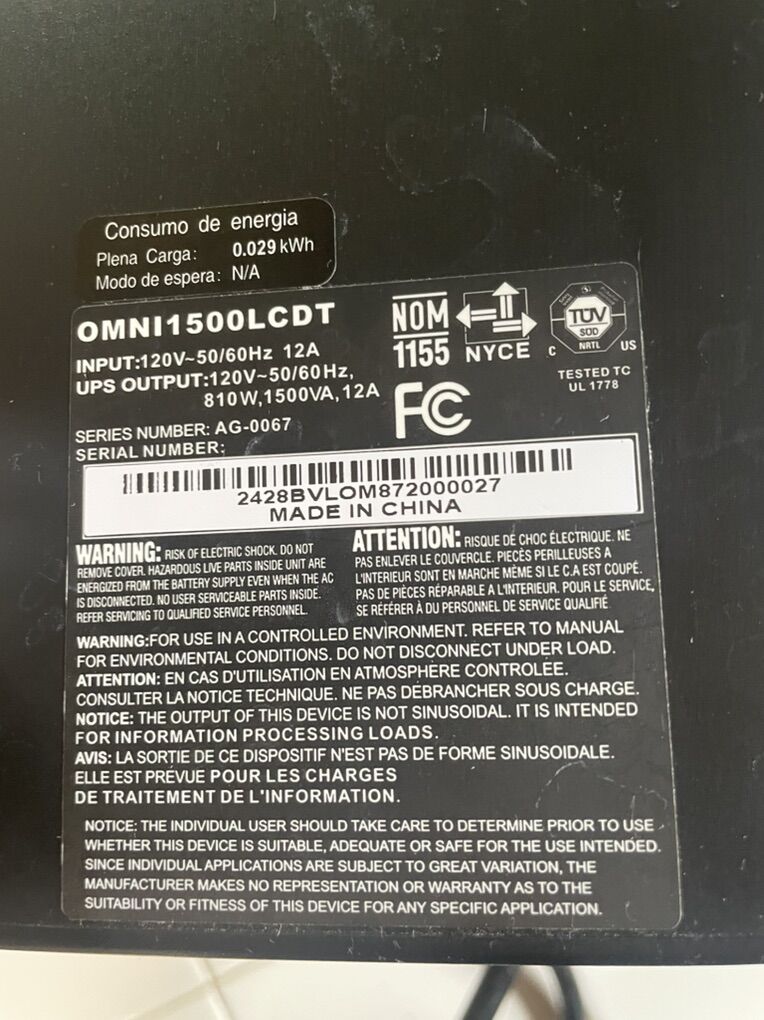 Consumo de energia
Plena Carga: 0.029 kWh
Modo de espera: N/A
OMNI1500LCDT
INPUT:120V~50/60Hz 12A
UPS OUTPUT:120V~50/60Hz,
810W,1500VA,12A
NOM
1155
NYCE
TÜV
SÜD
NRTL
C US
TESTED TC
UL 1778
FC
SERIES NUMBER: AG-0067
SERIAL NUMBER:
2428BVLOM872000027
MADE IN CHINA
WARNING: RISK OF ELECTRIC SHOCK. DO NOT
REMOVE COVER. HAZARDOUS LIVE PARTS INSIDE UNIT ARE
ENERGIZED FROM THE BATTERY SUPPLY EVEN WHEN THE AC
IS DISCONNECTED. NO USER SERVICEABLE PARTS INSIDE.
REFER SERVICING TO QUALIFIED SERVICE PERSONNEL.
ATTENTION: RISQUE DE CHOC ÉLECTRIQUE. NE
PAS ENLEVER LE COUVERCLE. PIECÈS PERILLEUSES A
L'INTERIEUR SONT EN MARCHE MÊME SI LE C.A EST COUPÉ.
PAS DE PIÈCES RÉPARABLE A L'INTERIEUR. POUR LE SERVICE,
SE RÉFÉRER À DU PERSONNEL DE SERVICE QUALIFIÉ
WARNING:FOR USE IN A CONTROLLED ENVIRONMENT. REFER TO MANUAL
FOR ENVIRONMENTAL CONDITIONS. DO NOT DISCONNECT UNDER LOAD.
ATTENTION: EN CAS D'UTILISATION EN ATMOSPHÈRE CONTROLÉE.
CONSULTER LA NOTICE TECHNIQUE. NE PAS DEBRANCHER SOUS CHARGE.
NOTICE: THE OUTPUT OF THIS DEVICE IS NOT SINUSOIDAL. IT IS INTENDED
FOR INFORMATION PROCESSING LOADS.
AVIS: LA SORTIE DE CE DISPOSITIF N'EST PAS DE FORME SINUSOIDALE.
ELLE EST PRÉVUE POUR LES CHARGES
DE TRAITEMENT DE L'INFORMATION.
NOTICE: THE INDIVIDUAL USER SHOULD TAKE CARE TO DETERMINE PRIOR TO USE
WHETHER THIS DEVICE IS SUITABLE, ADEQUATE OR SAFE FOR THE USE INTENDED.
SINCE INDIVIDUAL APPLICATIONS ARE SUBJECT TO GREAT VARIATION, THE
MANUFACTURER MAKES NO REPRESENTATION OR WARRANTY AS TO THE
SUITABILITY OR FITNESS OF THIS DEVICE FOR ANY SPECIFIC APPLICATION.